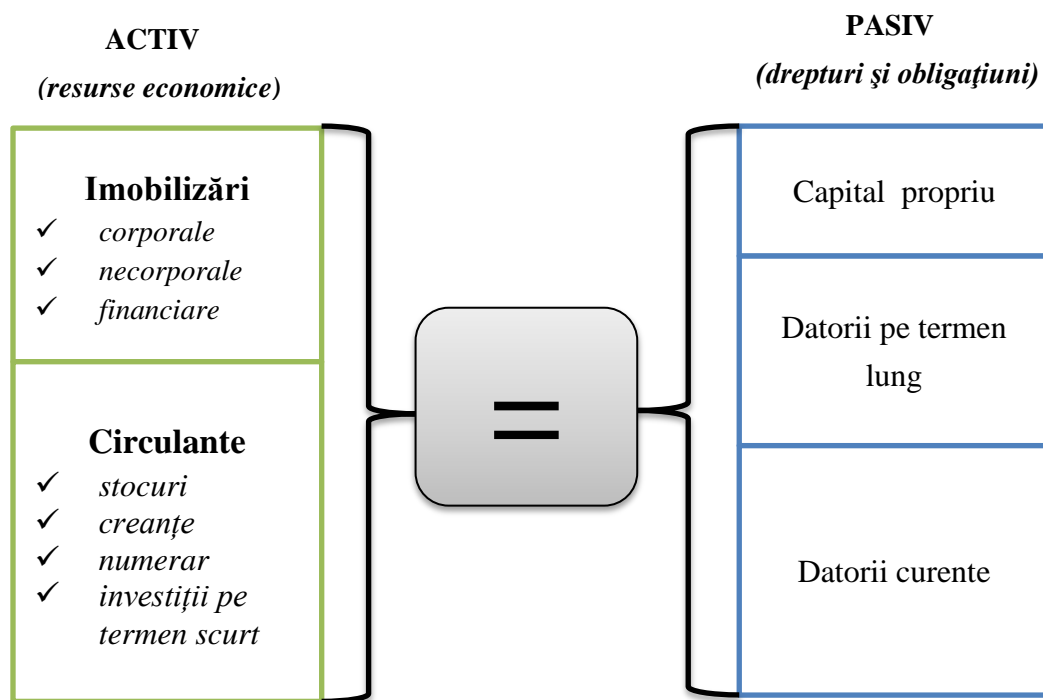 ACTIV
(resurse economice)
Imobilizări
✓ corporale
✓ necorporale
✓ financiare
Circulante
✓ stocuri
✓ creanțe
✓ numerar
✓ investiții pe
termen scurt
=
PASIV
(drepturi şi obligaţiuni)
Capital propriu
Datorii pe termen
lung
Datorii curente